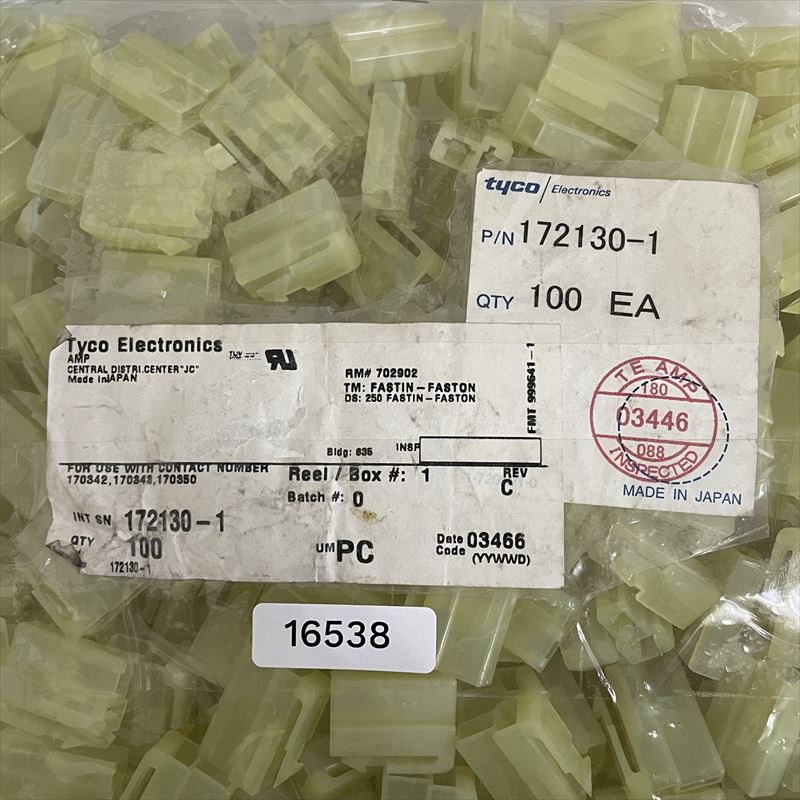 tyco / Electronics
P/N 172130-1
QTY 100 EA
TE AMP
180
03446
088
INSPECTED
MADE IN JAPAN
Tyco Electronics
AMP
CENTRAL DISTRI.CENTER"JC"
Made in JAPAN
RM# 702902
TM: FASTIN-FASTON
DS: 250 FASTIN-FASTON
FMT 999641-1
Bldg: 635
INSP
FOR USE WITH CONTACT NUMBER
170342,170343,170350
Reel / Box #: 1
REV
C
Batch #: 0
INT SN 172130-1
QTY 100
UM PC
Date 03466
Code (YYWWD)
172130-1
16538